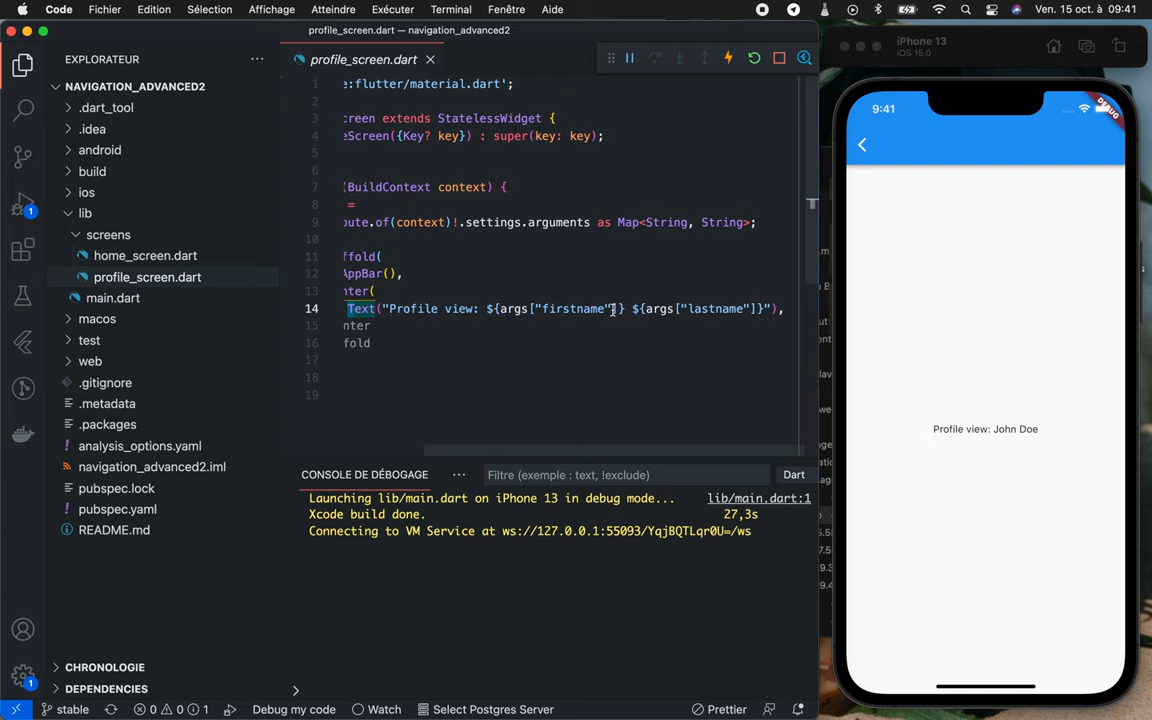 Code Fichier Edition Sélection Affichage Atteindre Exécuter Terminal Fenêtre Aide Ven. 15 oct. à 09:41
profile_screen.dart — navigation_advanced2
EXPLORATEUR
NAVIGATION_ADVANCED2
.dart_tool
.idea
android
build
ios
lib
screens
home_screen.dart
profile_screen.dart
main.dart
macos
test
web
.gitignore
.metadata
.packages
analysis_options.yaml
navigation_advanced2.iml
pubspec.lock
pubspec.yaml
README.md
CHRONOLOGIE
DEPENDENCIES
1
1
profile_screen.dart
1 e:flutter/material.dart';
2
3 creen extends StatelessWidget {
4 eScreen({Key? key}) : super(key: key);
5
6
7 (BuildContext context) {
8 =
9 oute.of(context)!.settings.arguments as Map<String, String>;
10
11 ffold(
12 AppBar(),
13 nter(
14 Text("Profile view: ${args["firstname"]} ${args["lastname"]}"),
15 nter
16 fold
17
18
19
CONSOLE DE DÉBOGAGE
Filtre (exemple : text, !exclude)
Dart
Launching lib/main.dart on iPhone 13 in debug mode... lib/main.dart:1
Xcode build done. 27,3s
Connecting to VM Service at ws://127.0.0.1:55093/YqjBQTLqr0U=/ws
stable 0 0 1 Debug my code Watch Select Postgres Server Prettier
iPhone 13
iOS 15.0
9:41
DEBUG
Profile view: John Doe